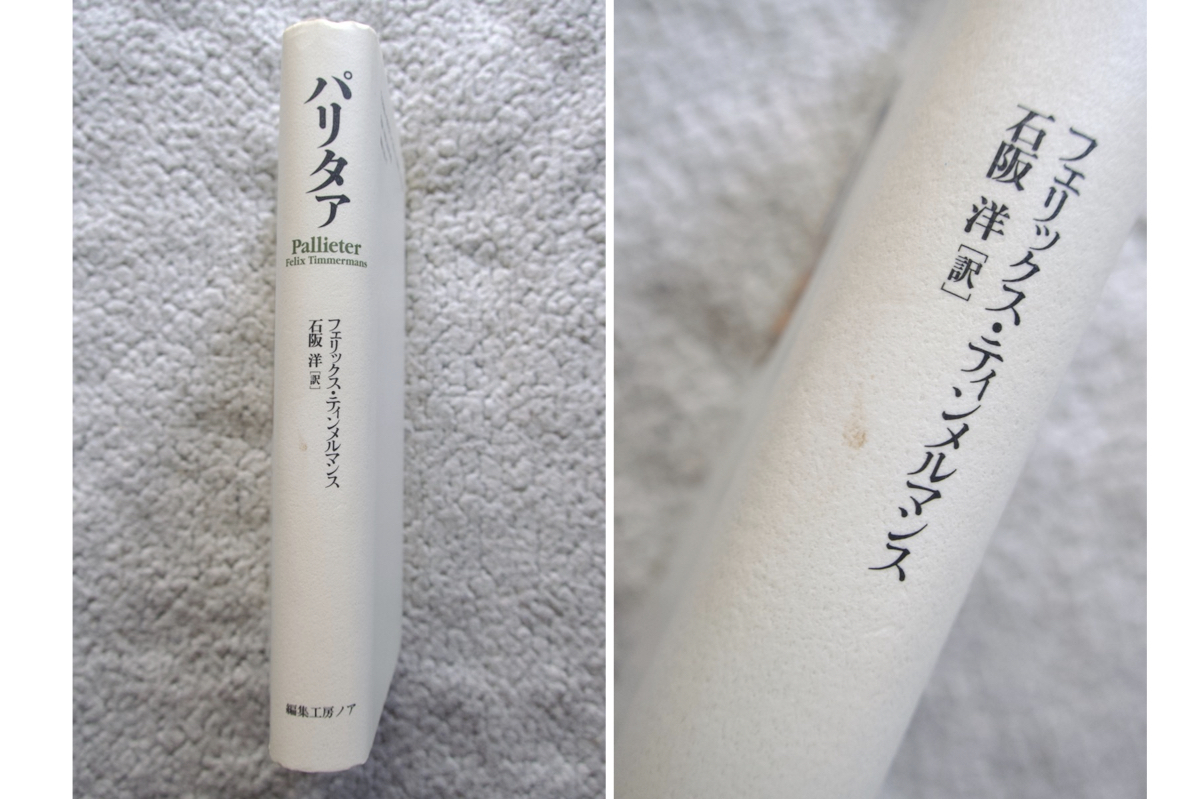 パリタア
Pallieter
Felix Timmermans
フェリックス・ティンメルマンス
石阪 洋[訳]
編集工房ノア
フェリックス・ティンメルマンス
石阪 洋[訳]